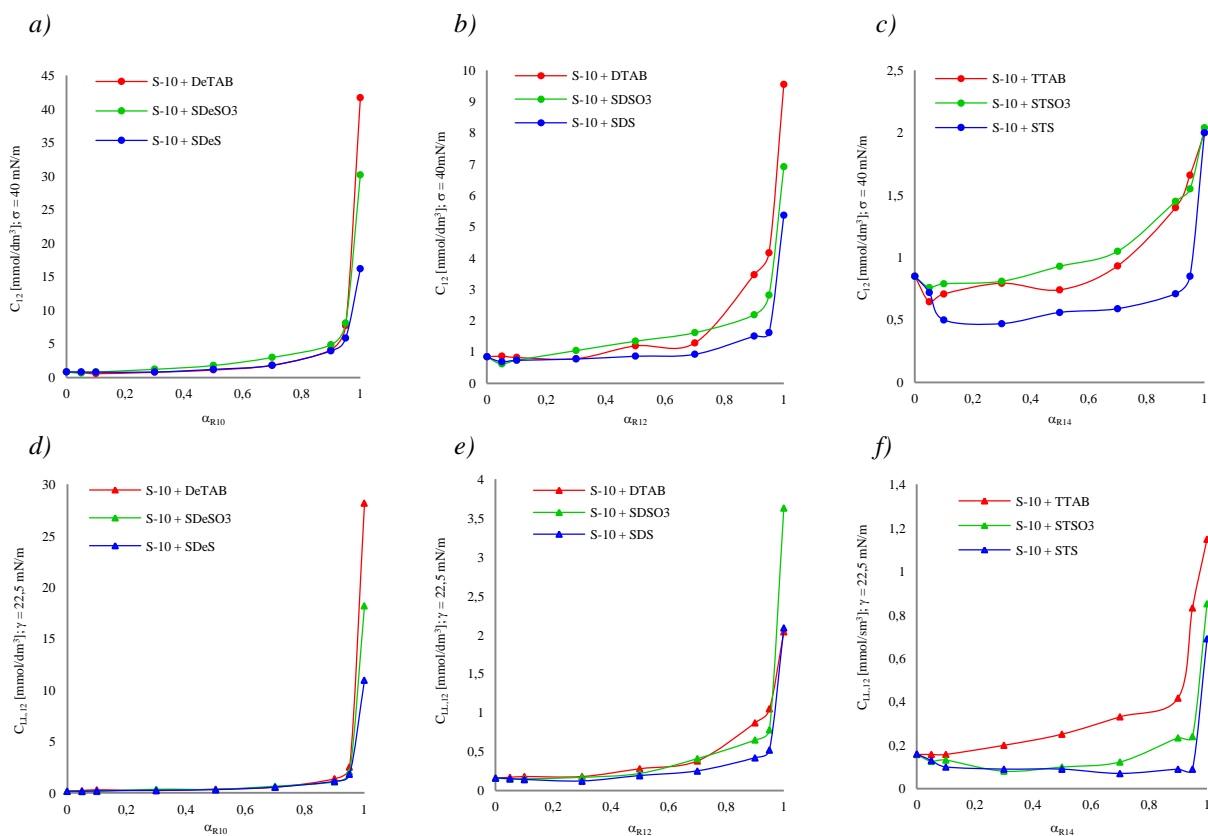 a)
S-10 + DeTAB
S-10 + SDeSO3
S-10 + SDeS
45
40
35
30
25
20
15
10
5
0
0 0,2 0,4 0,6 0,8 1
C12 [mmol/dm³]; σ = 40 mN/m
αR10
b)
S-10 + DTAB
S-10 + SDSO3
S-10 + SDS
10
9
8
7
6
5
4
3
2
1
0
0 0,2 0,4 0,6 0,8 1
C12 [mmol/dm³]; σ = 40mN/m
αR12
c)
S-10 + TTAB
S-10 + STSO3
S-10 + STS
2,5
2
1,5
1
0,5
0
0 0,2 0,4 0,6 0,8 1
C12 [mmol/dm³]; σ = 40 mN/m
αR14
d)
S-10 + DeTAB
S-10 + SDeSO3
S-10 + SDeS
30
25
20
15
10
5
0
0 0,2 0,4 0,6 0,8 1
CLL,12 [mmol/dm³]; γ = 22,5 mN/m
αR10
e)
S-10 + DTAB
S-10 + SDSO3
S-10 + SDS
4
3,5
3
2,5
2
1,5
1
0,5
0
0 0,2 0,4 0,6 0,8 1
CLL,12 [mmol/dm³]; γ = 22,5 mN/m
αR12
f)
S-10 + TTAB
S-10 + STSO3
S-10 + STS
1,4
1,2
1
0,8
0,6
0,4
0,2
0
0 0,2 0,4 0,6 0,8 1
CLL,12 [mmol/sm³]; γ = 22,5 mN/m
αR14